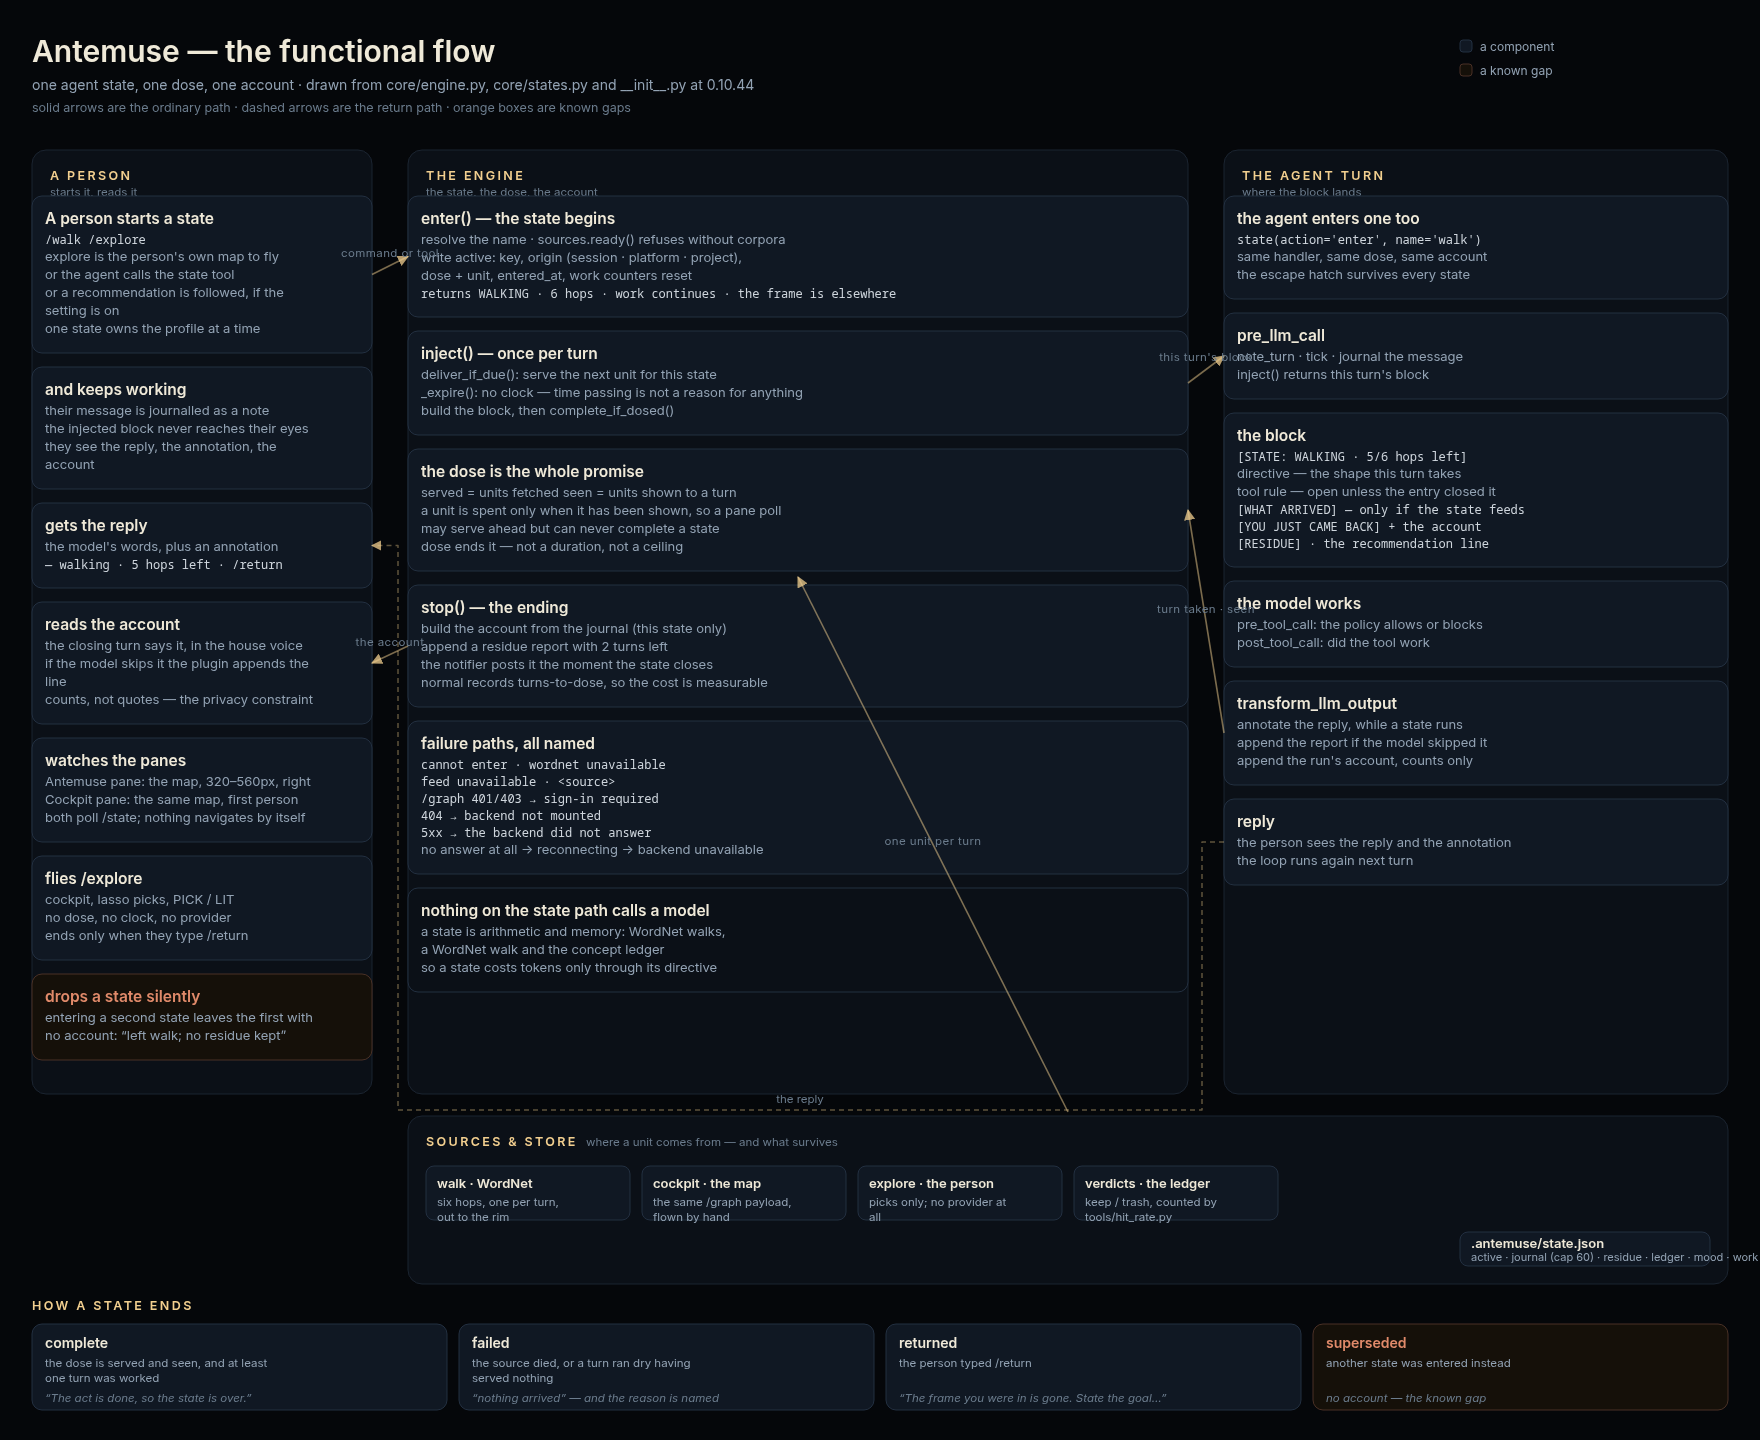 Antemuse — the functional flow
one agent state, one dose, one account · drawn from core/engine.py, core/states.py and __init__.py at 0.10.44
solid arrows are the ordinary path · dashed arrows are the return path · orange boxes are known gaps
a component
a known gap
A PERSON
starts it, reads it
A person starts a state
/walk /explore
explore is the person's own map to fly
or the agent calls the state tool
or a recommendation is followed, if the
setting is on
one state owns the profile at a time
and keeps working
their message is journalled as a note
the injected block never reaches their eyes
they see the reply, the annotation, the
account
gets the reply
the model's words, plus an annotation
— walking · 5 hops left · /return
reads the account
the closing turn says it, in the house voice
if the model skips it the plugin appends the
line
counts, not quotes — the privacy constraint
watches the panes
Antemuse pane: the map, 320–560px, right
Cockpit pane: the same map, first person
both poll /state; nothing navigates by itself
flies /explore
cockpit, lasso picks, PICK / LIT
no dose, no clock, no provider
ends only when they type /return
drops a state silently
entering a second state leaves the first with
no account: “left walk; no residue kept”
command or tool
the account
THE ENGINE
the state, the dose, the account
enter() — the state begins
resolve the name · sources.ready() refuses without corpora
write active: key, origin (session · platform · project),
dose + unit, entered_at, work counters reset
returns WALKING · 6 hops · work continues · the frame is elsewhere
inject() — once per turn
deliver_if_due(): serve the next unit for this state
_expire(): no clock — time passing is not a reason for anything
build the block, then complete_if_dosed()
the dose is the whole promise
served = units fetched seen = units shown to a turn
a unit is spent only when it has been shown, so a pane poll
may serve ahead but can never complete a state
dose ends it — not a duration, not a ceiling
stop() — the ending
build the account from the journal (this state only)
append a residue report with 2 turns left
the notifier posts it the moment the state closes
normal records turns-to-dose, so the cost is measurable
failure paths, all named
cannot enter · wordnet unavailable
feed unavailable · <source>
/graph 401/403 → sign-in required
404 → backend not mounted
5xx → the backend did not answer
no answer at all → reconnecting → backend unavailable
one unit per turn
nothing on the state path calls a model
a state is arithmetic and memory: WordNet walks,
a WordNet walk and the concept ledger
so a state costs tokens only through its directive
this turn's block
turn taken · seen
THE AGENT TURN
where the block lands
the agent enters one too
state(action='enter', name='walk')
same handler, same dose, same account
the escape hatch survives every state
pre_llm_call
note_turn · tick · journal the message
inject() returns this turn's block
the block
[STATE: WALKING · 5/6 hops left]
directive — the shape this turn takes
tool rule — open unless the entry closed it
[WHAT ARRIVED] — only if the state feeds
[YOU JUST CAME BACK] + the account
[RESIDUE] · the recommendation line
the model works
pre_tool_call: the policy allows or blocks
post_tool_call: did the tool work
transform_llm_output
annotate the reply, while a state runs
append the report if the model skipped it
append the run's account, counts only
reply
the person sees the reply and the annotation
the loop runs again next turn
the reply
SOURCES & STORE where a unit comes from — and what survives
walk · WordNet
six hops, one per turn,
out to the rim
cockpit · the map
the same /graph payload,
flown by hand
explore · the person
picks only; no provider at
all
verdicts · the ledger
keep / trash, counted by
tools/hit_rate.py
.antemuse/state.json
active · journal (cap 60) · residue · ledger · mood · work
HOW A STATE ENDS
complete
the dose is served and seen, and at least
one turn was worked
“The act is done, so the state is over.”
failed
the source died, or a turn ran dry having
served nothing
“nothing arrived” — and the reason is named
returned
the person typed /return
“The frame you were in is gone. State the goal...”
superseded
another state was entered instead
no account — the known gap